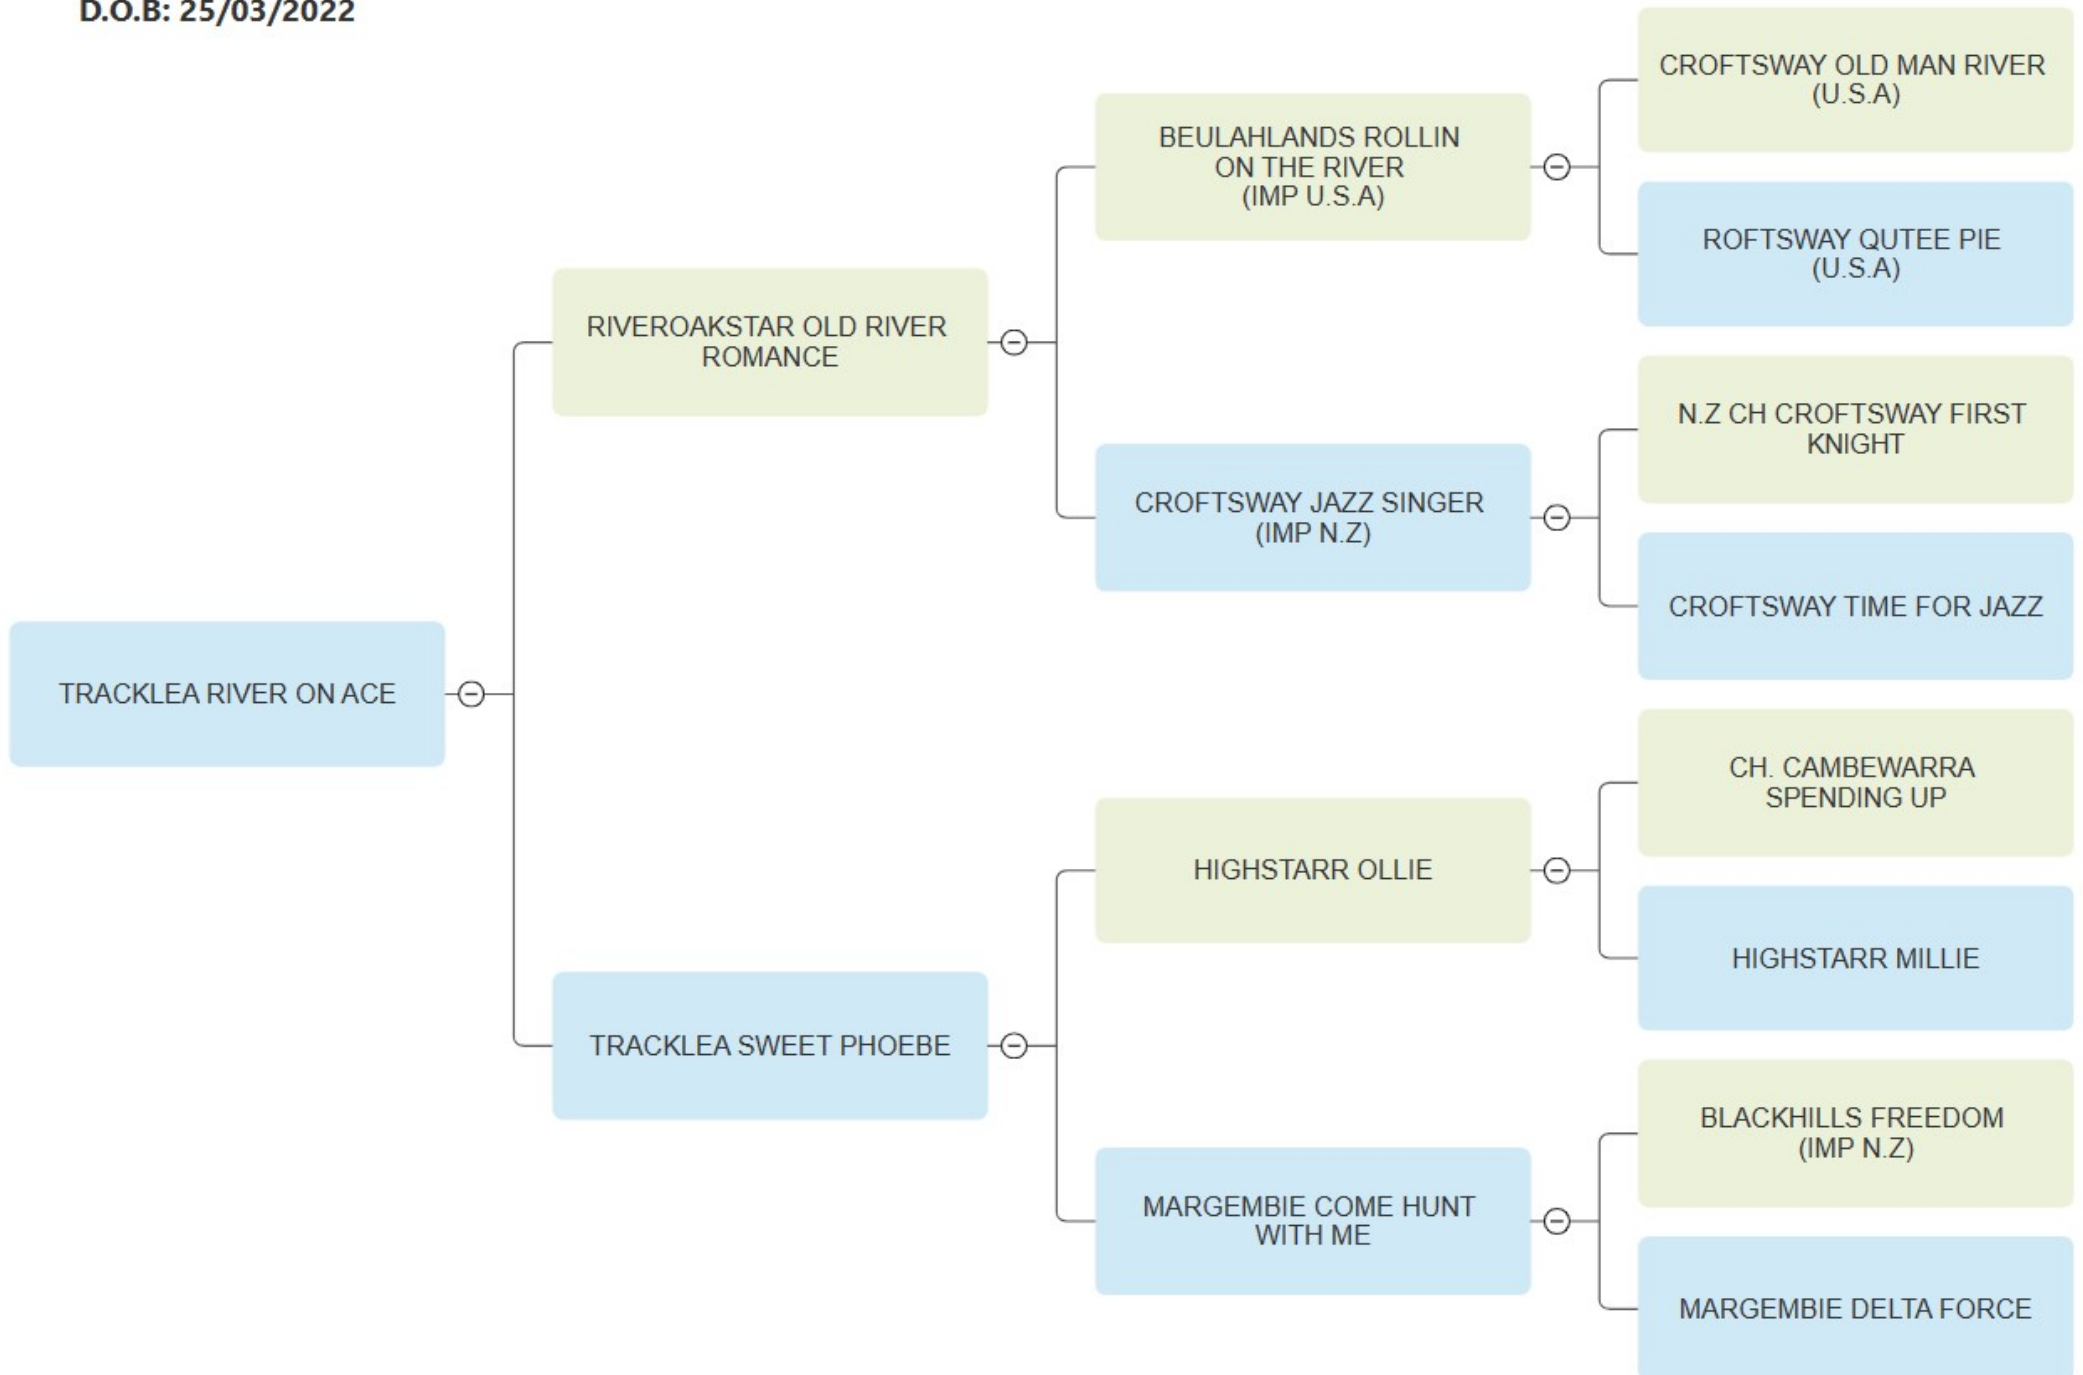 D.O.B: 25/03/2022
TRACKLEA RIVER ON ACE
RIVEROAKSTAR OLD RIVER
ROMANCE
TRACKLEA SWEET PHOEBE
BEULAHLANDS ROLLIN
ON THE RIVER
(IMP U.S.A)
CROFTSWAY JAZZ SINGER
(IMP N.Z)
HIGHSTARR OLLIE
MARGEMBIE COME HUNT
WITH ME
CROFTSWAY OLD MAN RIVER
(U.S.A)
ROFTSWAY QUTEE PIE
(U.S.A)
N.Z CH CROFTSWAY FIRST
KNIGHT
CROFTSWAY TIME FOR JAZZ
CH. CAMBEWARRA
SPENDING UP
HIGHSTARR MILLIE
BLACKHILLS FREEDOM
(IMP N.Z)
MARGEMBIE DELTA FORCE